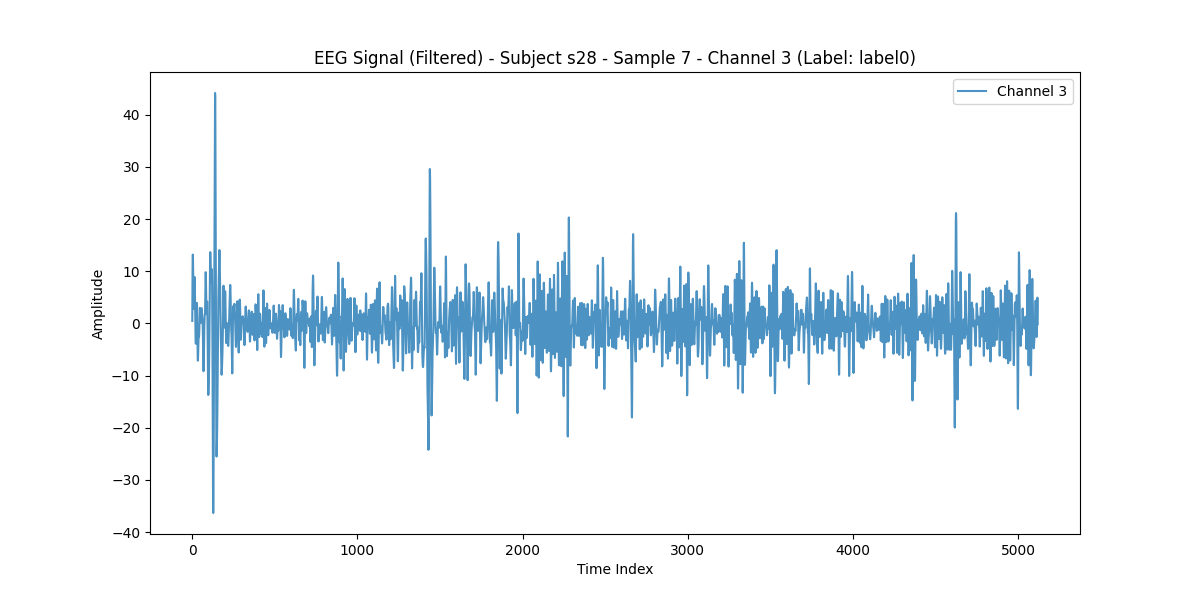 EEG Signal (Filtered) - Subject s28 - Sample 7 - Channel 3 (Label: label0)
Channel 3
40
30
20
10
0
−10
−20
−30
−40
Amplitude
0 1000 2000 3000 4000 5000
Time Index